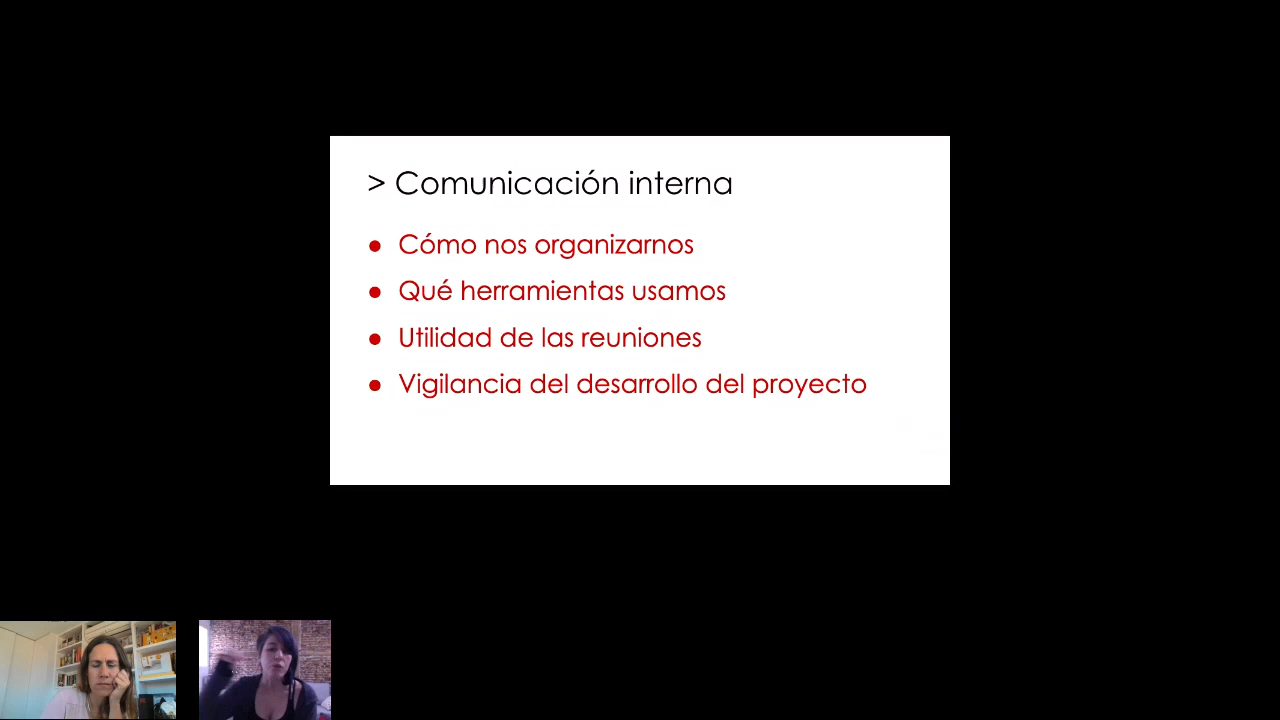 > Comunicación interna
● Cómo nos organizarnos
● Qué herramientas usamos
● Utilidad de las reuniones
● Vigilancia del desarrollo del proyecto